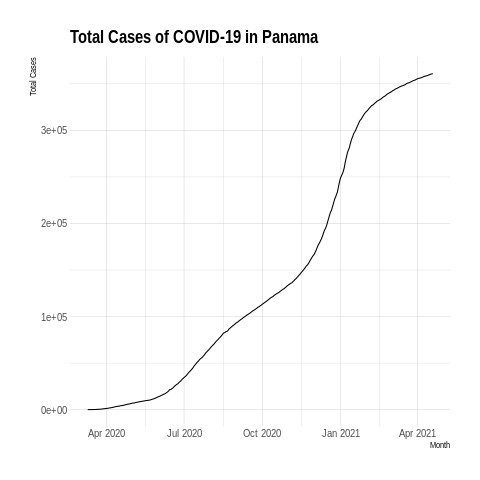 Total Cases of COVID-19 in Panama
Total Cases
3e+05
2e+05
1e+05
0e+00
Apr 2020 Jul 2020 Oct 2020 Jan 2021 Apr 2021
Month